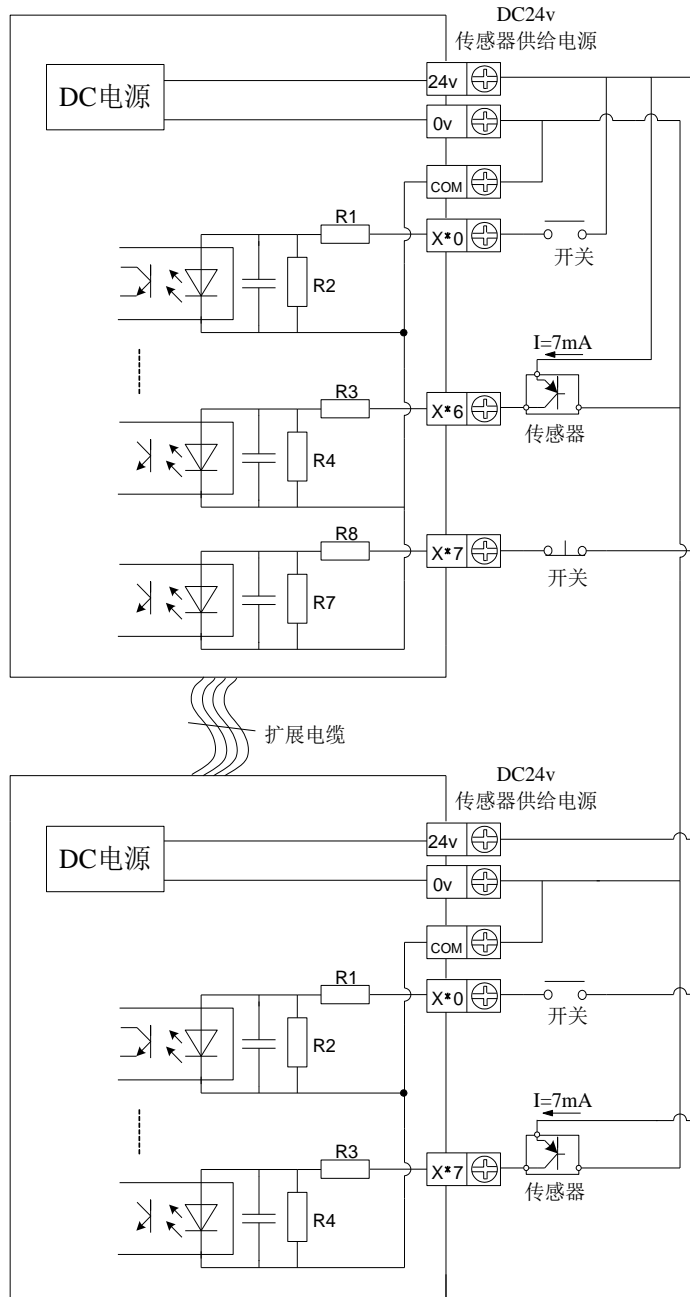 DC24v
传感器供给电源
DC电源
24v
0v
COM
R1
X*0
R2
开关
I=7mA
R3
X*6
R4
传感器
R8
X*7
R7
开关
扩展电缆
DC24v
传感器供给电源
DC电源
24v
0v
COM
R1
X*0
R2
开关
I=7mA
R3
X*7
R4
传感器